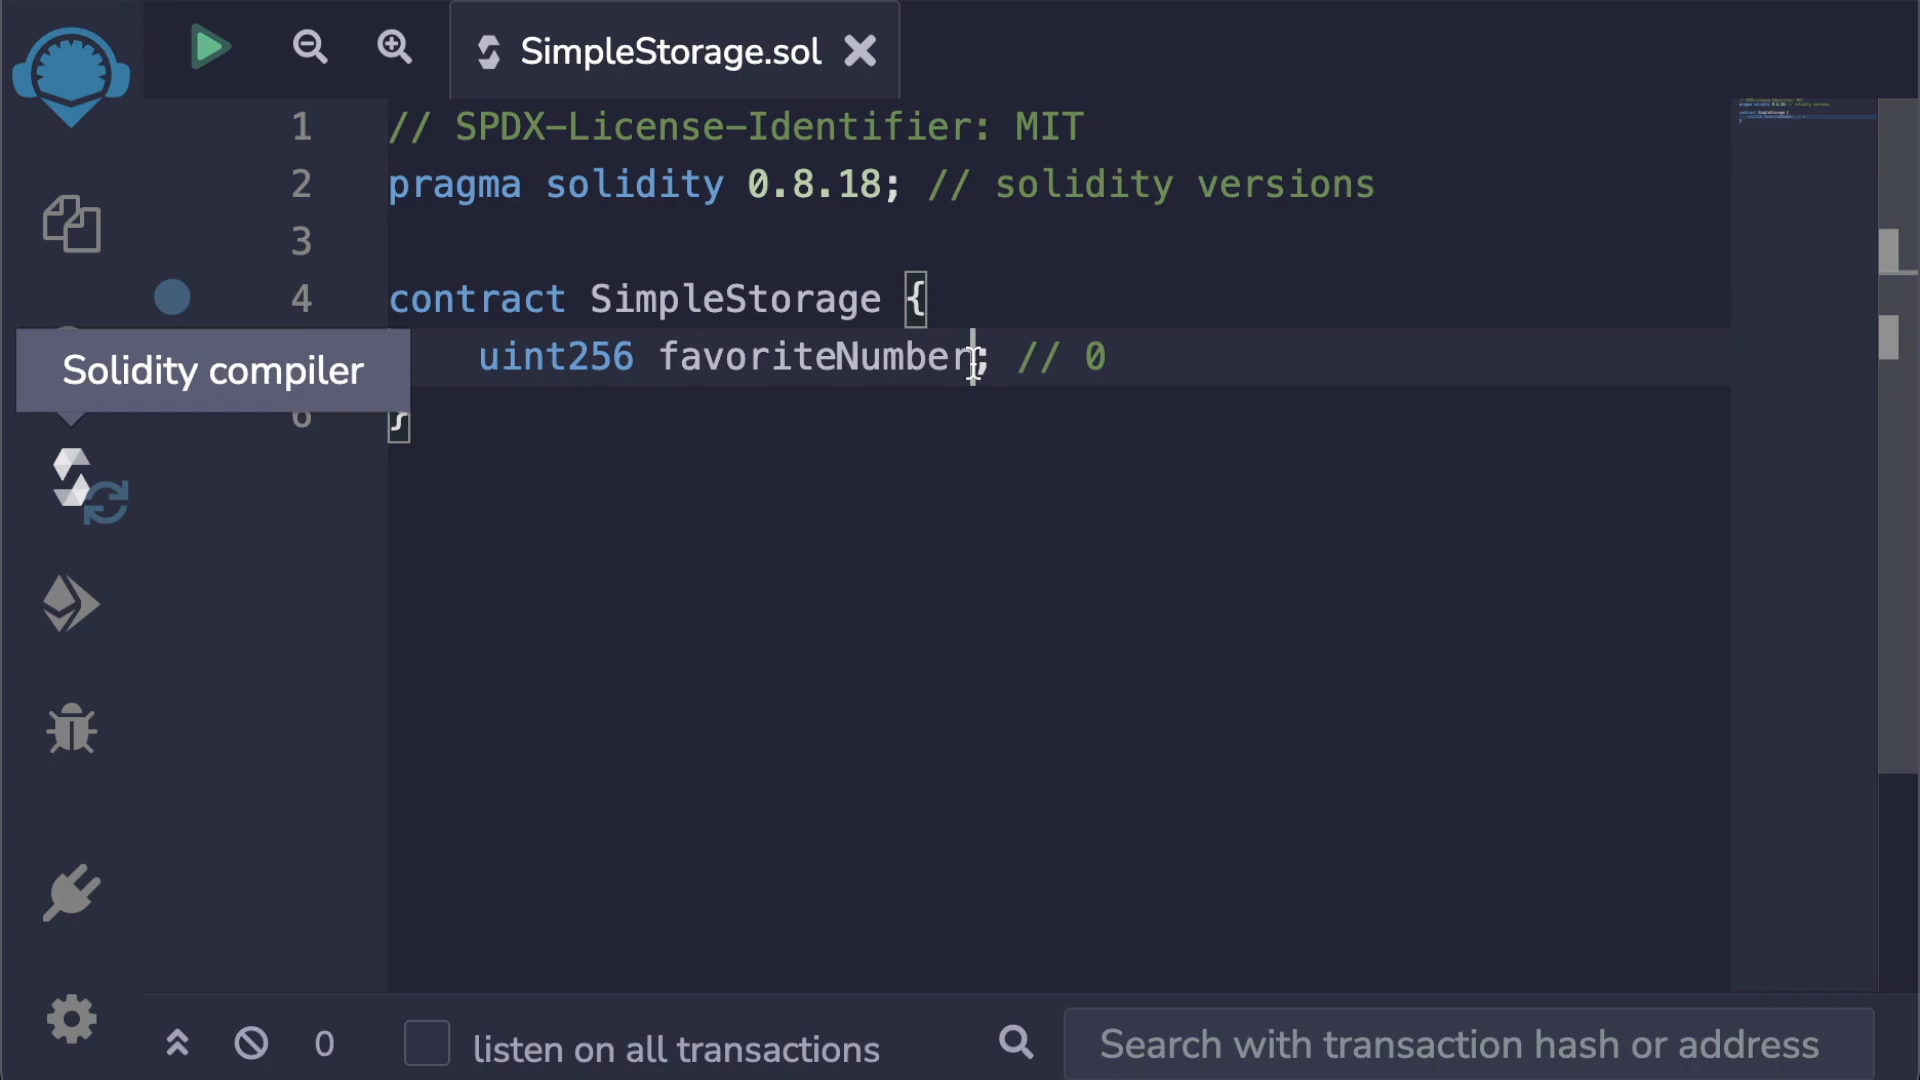 SimpleStorage.sol
1 // SPDX-License-Identifier: MIT
2 pragma solidity 0.8.18; // solidity versions
3
4 contract SimpleStorage {
uint256 favoriteNumber; // 0
Solidity compiler
6 }
0 listen on all transactions Search with transaction hash or address